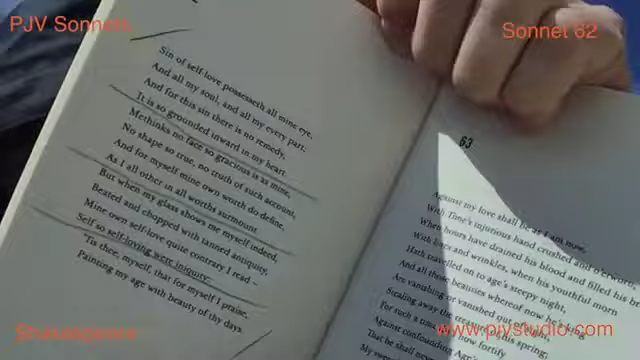 PJV Sonnets
Sonnet 62
Sin of self-love possesseth all mine eye,
And all my soul, and all my every part;
And for this sin there is no remedy,
It is so grounded inward in my heart.
Methinks no face so gracious is as mine,
No shape so true, no truth of such account,
And for myself mine own worth do define,
As I all other in all worths surmount.
But when my glass shows me myself indeed,
Beated and chopped with tanned antiquity,
Mine own self-love quite contrary I read –
Self so self-loving were iniquity.
'Tis thee, myself, that for myself I praise,
Painting my age with beauty of thy days.
63
Against my love shall be as I am now,
With Time's injurious hand crushed and
When hours have drained his blood and filled his
With lines and wrinkles, when his youthful morn
Hath travelled on to age's steepy night,
And all those beauties whereof now he's king
Are vanishing or vanished out of sight,
Stealing away the his spring;
For such a time now fortify
Against confounding Age's
That he shall
My sweet
Shakespeare
www.pjvstudio.com